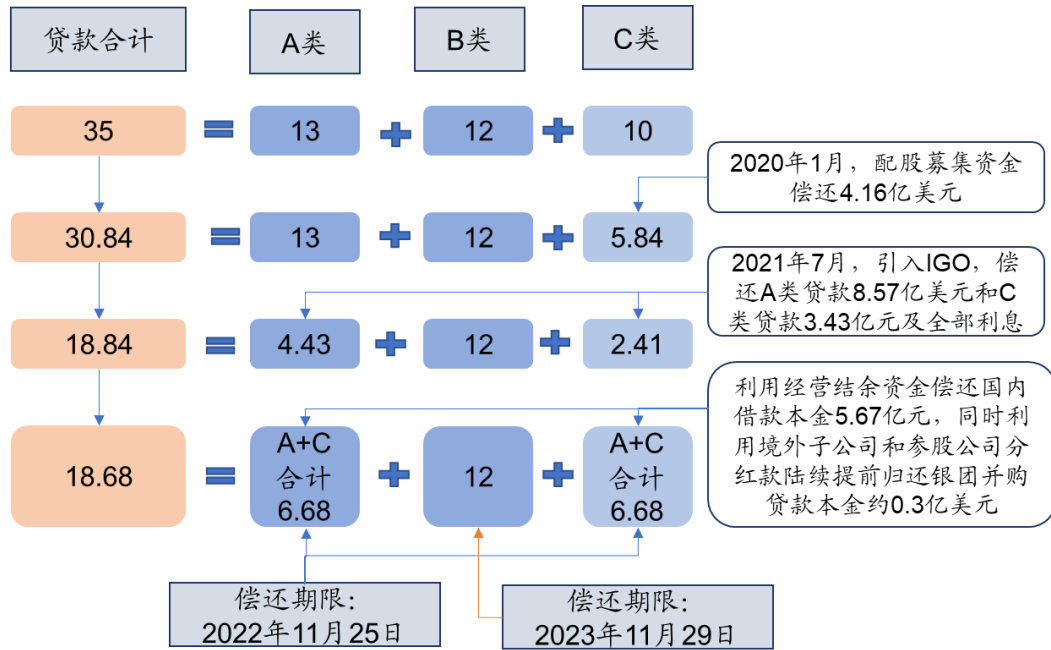 贷款合计
A类
B类
C类
35
=
13
+
12
+
10
2020年1月，配股募集资金
偿还4.16亿美元
30.84
=
13
+
12
+
5.84
2021年7月，引入IGO，偿
还A类贷款8.57亿美元和C
类贷款3.43亿元及全部利息
18.84
=
4.43
+
12
+
2.41
利用经营结余资金偿还国内
借款本金5.67亿元，同时利
用境外子公司和参股公司分
红款陆续提前归还银团并购
贷款本金约0.3亿美元
18.68
=
A+C
合计
6.68
+
12
+
A+C
合计
6.68
偿还期限：
2022年11月25日
偿还期限：
2023年11月29日